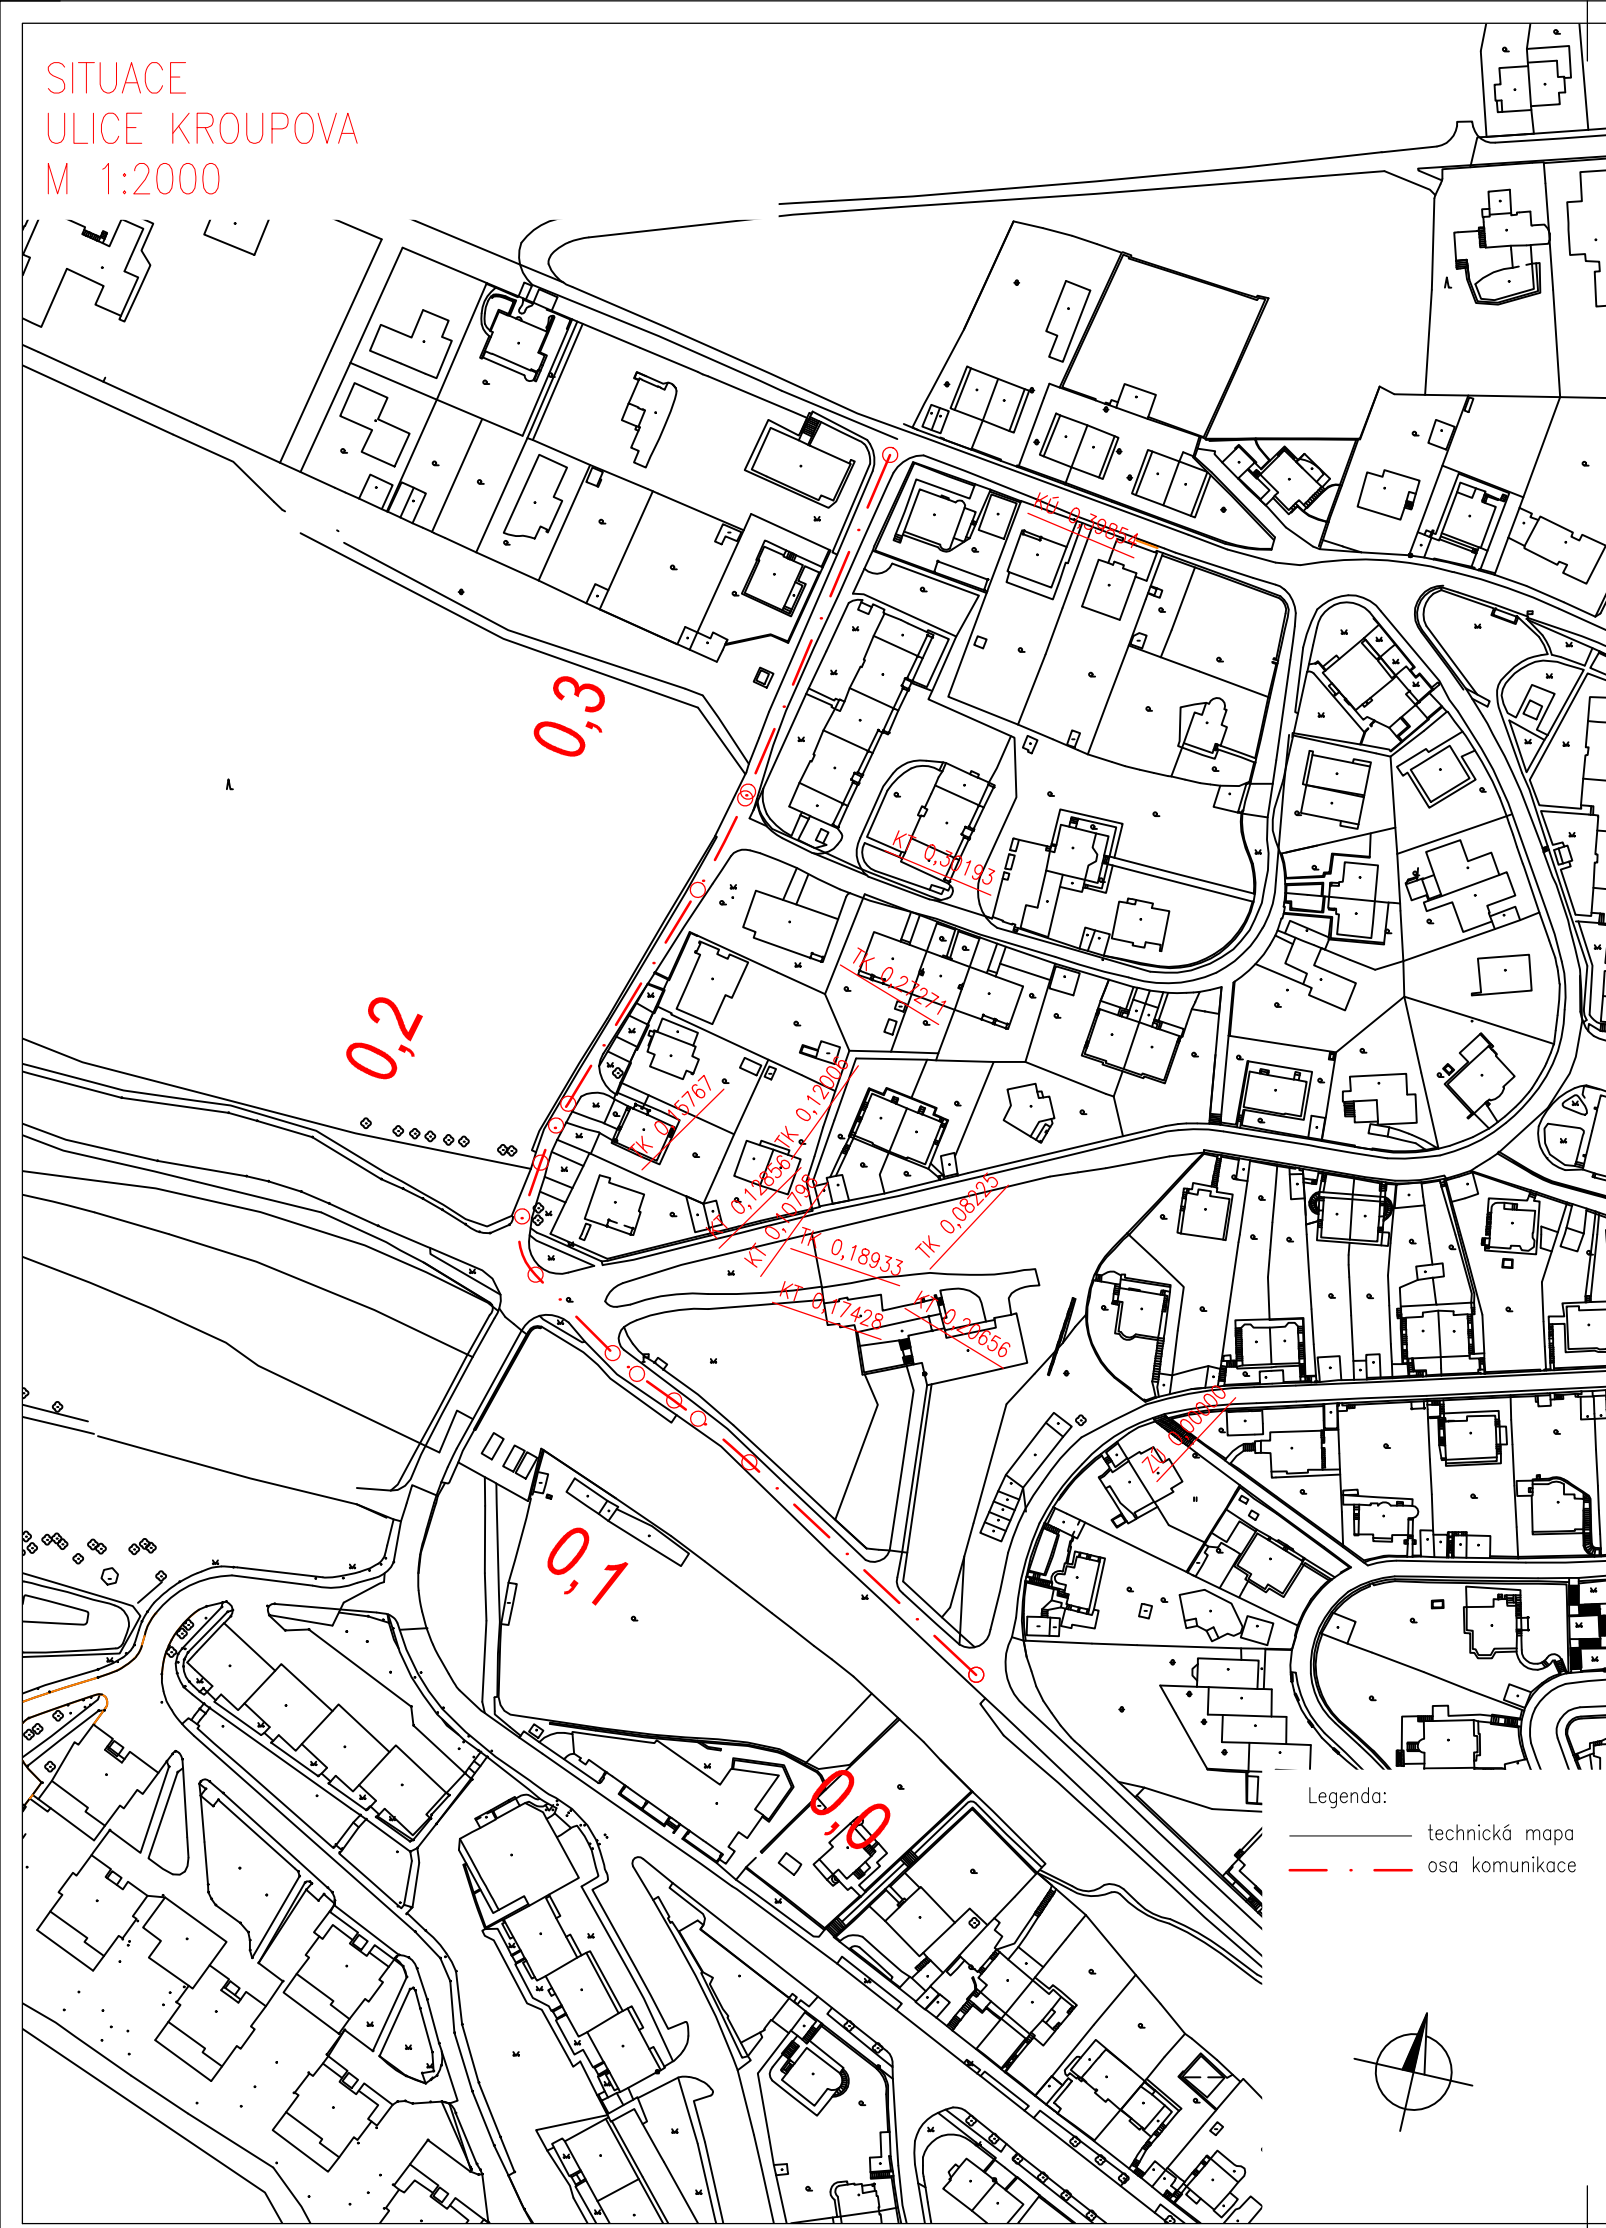 SITUACE
ULICE KROUPOVA
M 1:2000
KÚ 0,39854
0,3
KT 0,30193
TK 0,27271
0,2
TK 0,15767
TK 0,12006
KT 0,12856
KT 0,10798
TK 0,08225
TK 0,18933
KT 0,17428
KT 0,20656
ZÚ 0,00000
0,1
0,0
Legenda:
technická mapa
osa komunikace